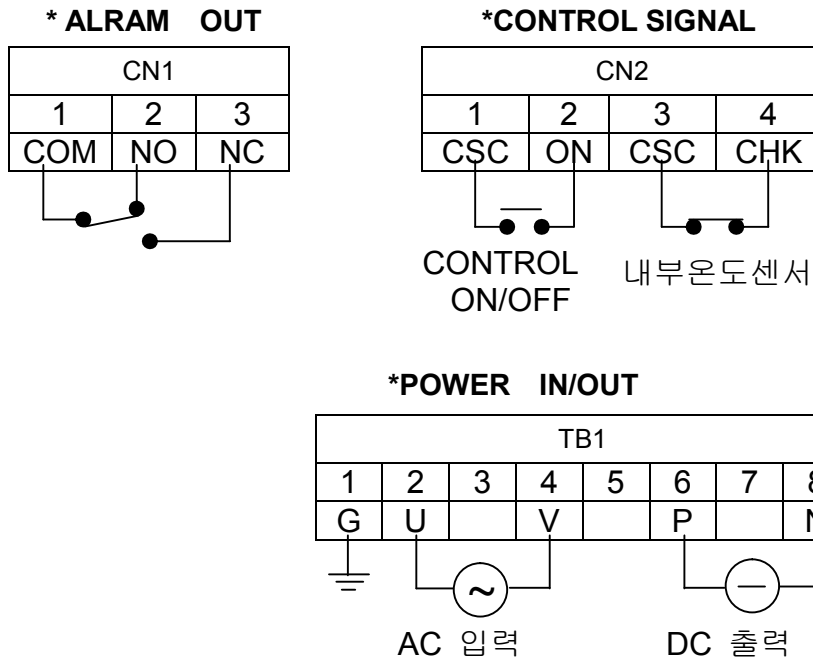 * ALRAM OUT
CN1
1 2 3
COM NO NC
*CONTROL SIGNAL
CN2
1 2 3 4
CSC ON CSC CHK
CONTROL
ON/OFF
내부온도센서
*POWER IN/OUT
TB1
1 2 3 4 5 6 7
G U V P
~
AC 입력
DC 출력